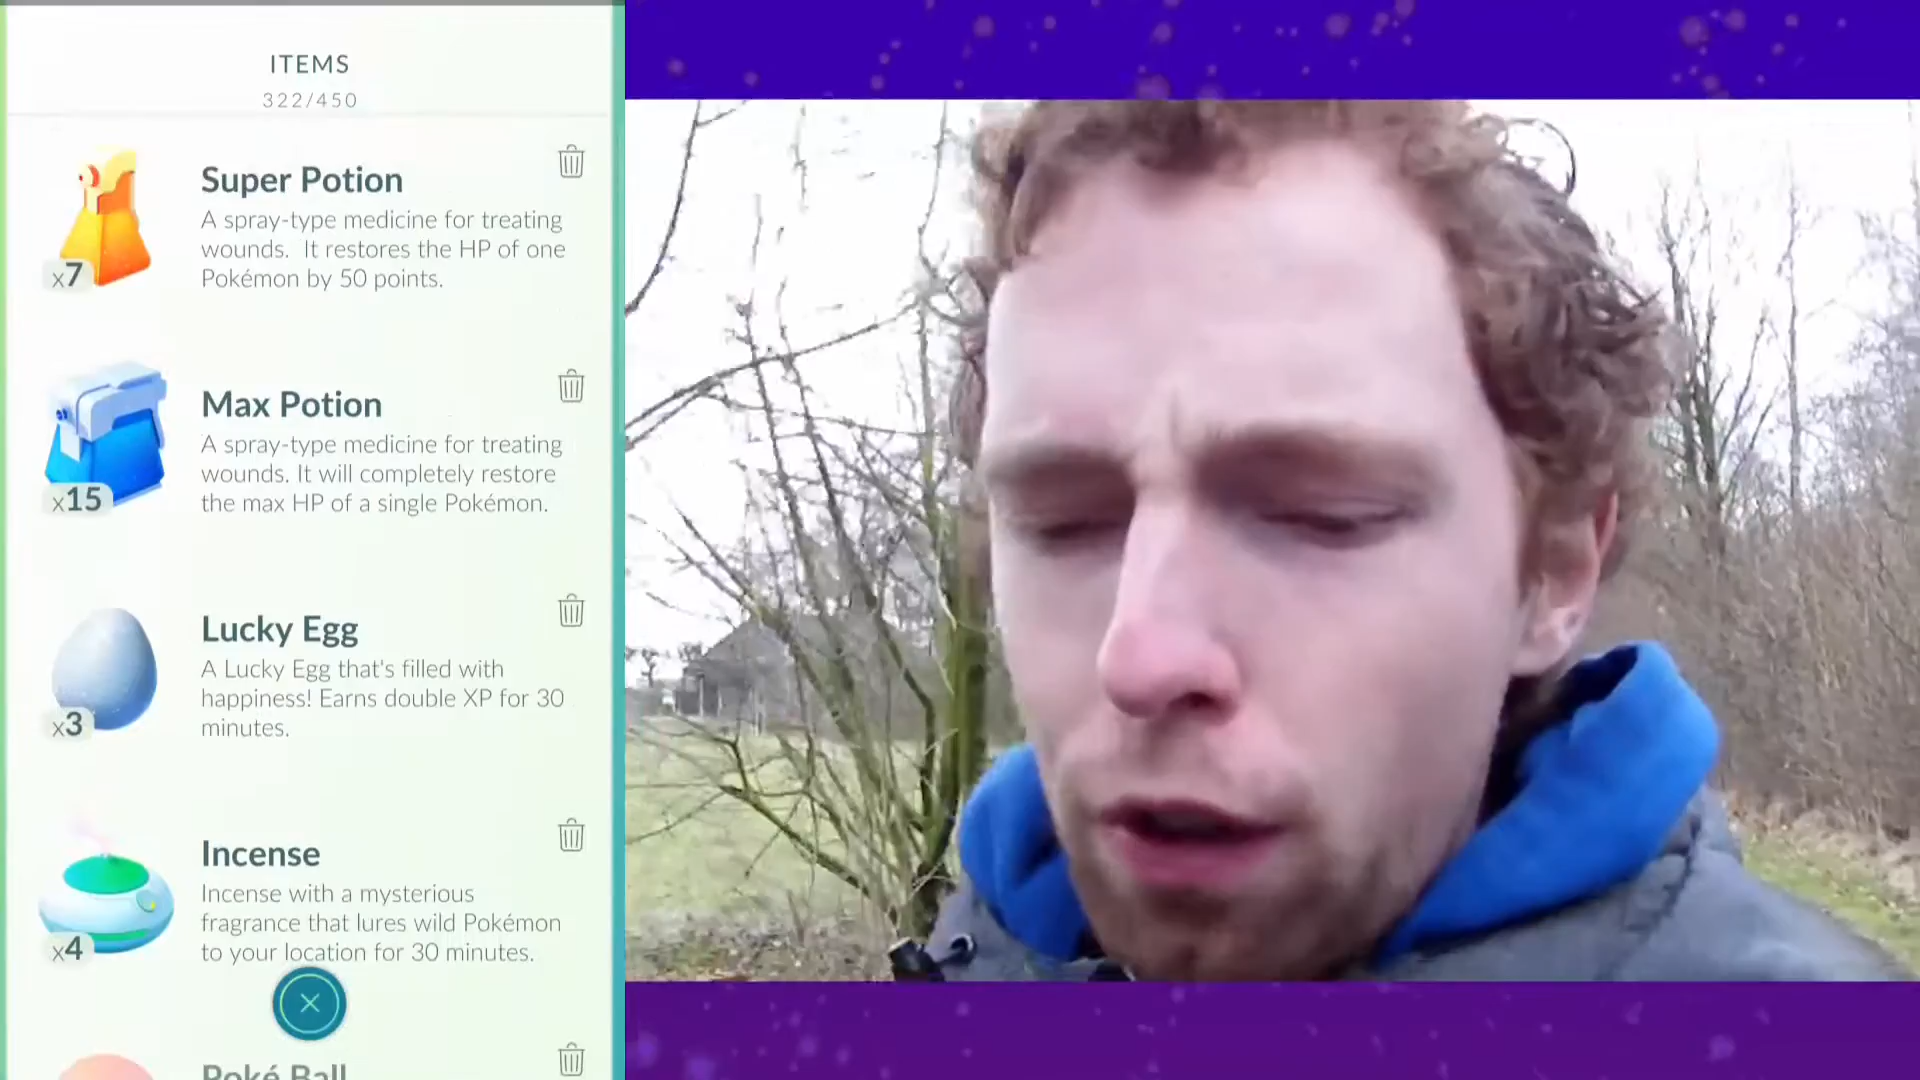 ITEMS
322/450
Super Potion
A spray-type medicine for treating
wounds. It restores the HP of one
Pokémon by 50 points.
x7
Max Potion
A spray-type medicine for treating
wounds. It will completely restore
the max HP of a single Pokémon.
x15
Lucky Egg
A Lucky Egg that's filled with
happiness! Earns double XP for 30
minutes.
x3
Incense
Incense with a mysterious
fragrance that lures wild Pokémon
to your location for 30 minutes.
x4
Poké Ball